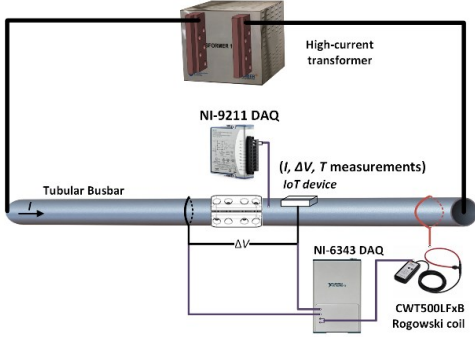 High-current
transformer
NI-9211 DAQ
(I, ΔV, T measurements)
IoT device
Tubular Busbar
I
ΔV
NI-6343 DAQ
CWT500LFxB
Rogowski coil